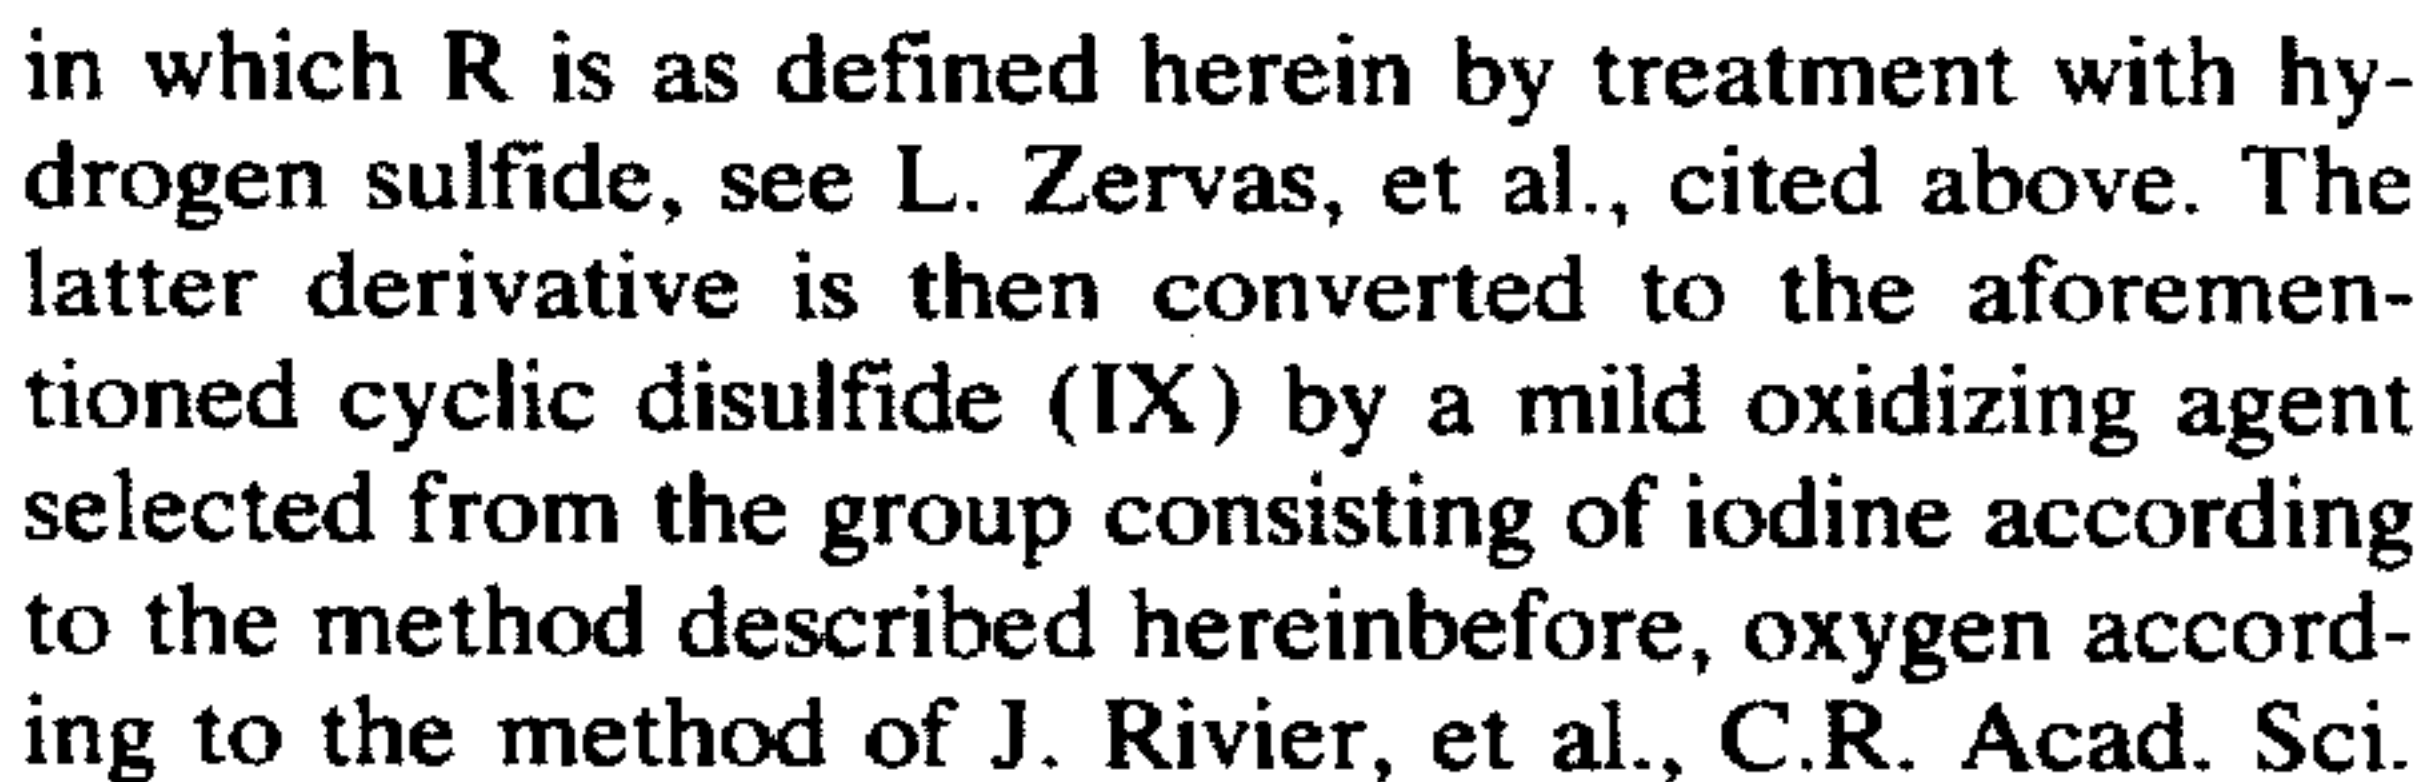 in which R is as defined herein by treatment with hy-
drogen sulfide, see L. Zervas, et al., cited above. The
latter derivative is then converted to the aforemen-
tioned cyclic disulfide (IX) by a mild oxidizing agent
selected from the group consisting of iodine according
to the method described hereinbefore, oxygen accord-
ing to the method of J. Rivier, et al., C.R. Acad. Sci.